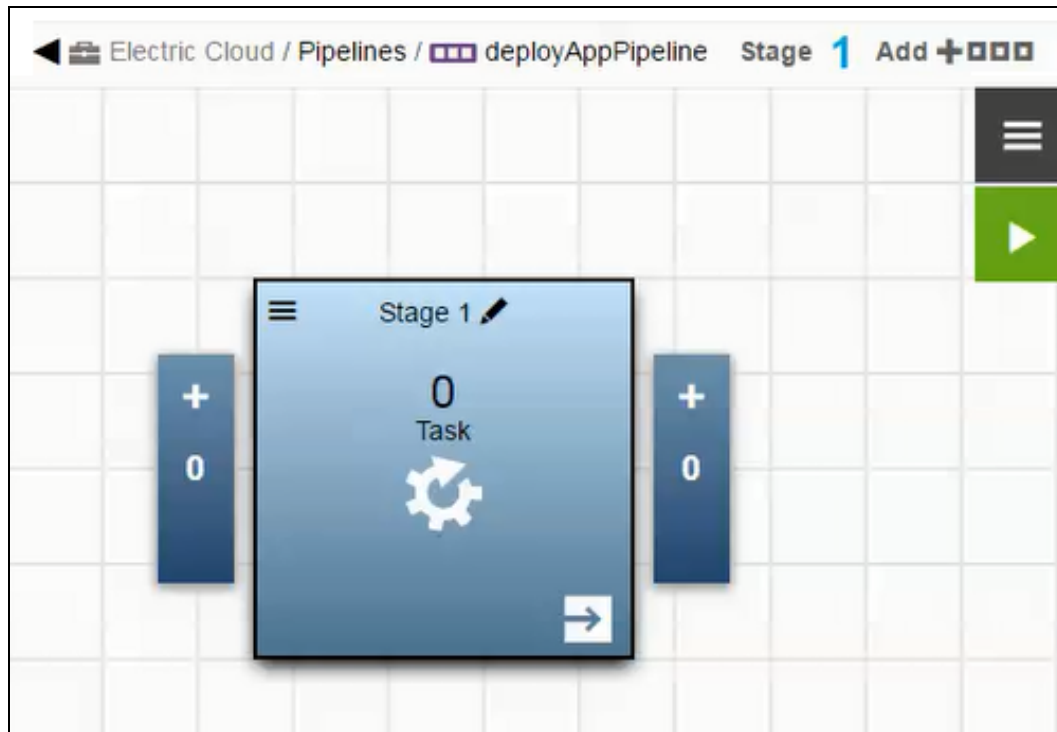 Electric Cloud / Pipelines / deployAppPipeline Stage 1 Add
Stage 1
0
Task
0
0